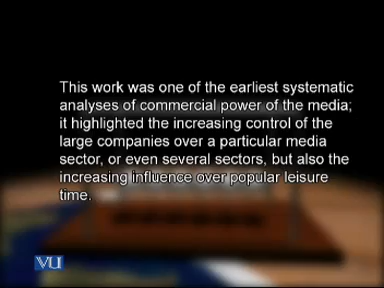 This work was one of the earliest systematic
analyses of commercial power of the media;
it highlighted the increasing control of the
large companies over a particular media
sector, or even several sectors, but also the
increasing influence over popular leisure
time.
VU